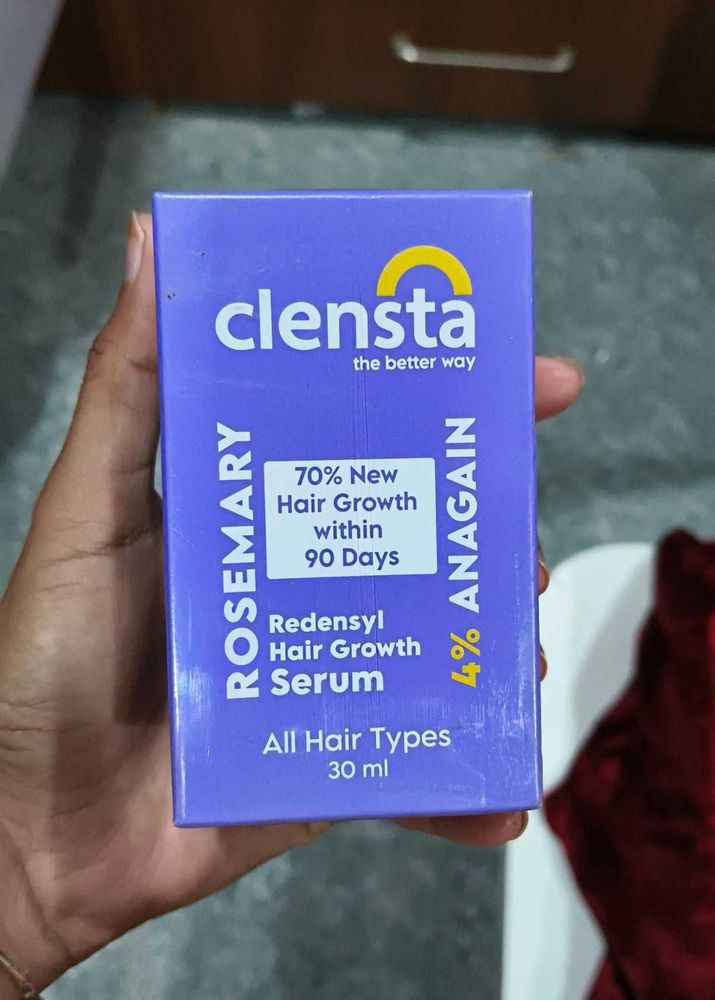 clensta
the better way
ROSEMARY
70% New
Hair Growth
within
90 Days
4% ANAGAIN
Redensyl
Hair Growth
Serum
All Hair Types
30 ml